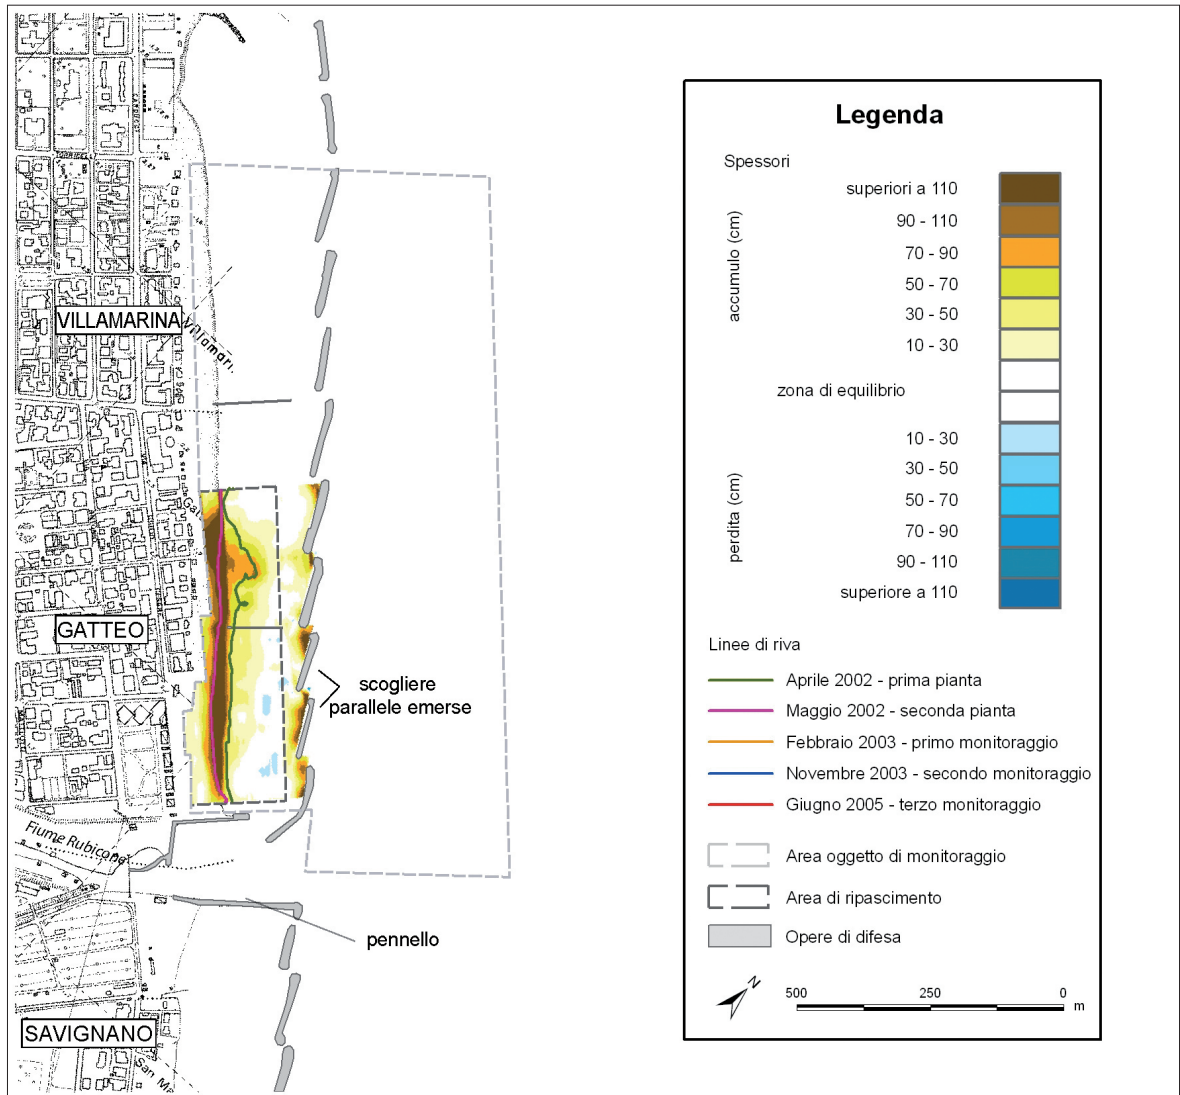 VILLAMARINA
Villamari
GATTEO
scogliere
parallele emerse
Fiume Rubicone
pennello
SAVIGNANO
San Ma
Legenda
Spessori
accumulo (cm)
superiori a 110
90 - 110
70 - 90
50 - 70
30 - 50
10 - 30
zona di equilibrio
perdita (cm)
10 - 30
30 - 50
50 - 70
70 - 90
90 - 110
superiore a 110
Linee di riva
Aprile 2002 - prima pianta
Maggio 2002 - seconda pianta
Febbraio 2003 - primo monitoraggio
Novembre 2003 - secondo monitoraggio
Giugno 2005 - terzo monitoraggio
Area oggetto di monitoraggio
Area di ripascimento
Opere di difesa
N
500 250 0
m